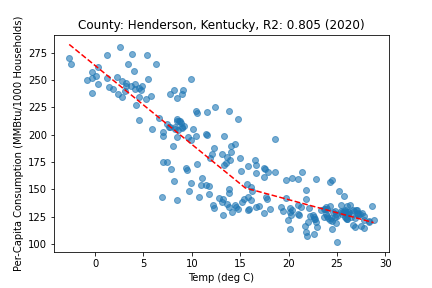 County: Henderson, Kentucky, R2: 0.805 (2020)
Per-Capita Consumption (MMBtu/1000 Households)
275
250
225
200
175
150
125
100
0 5 10 15 20 25 30
Temp (deg C)